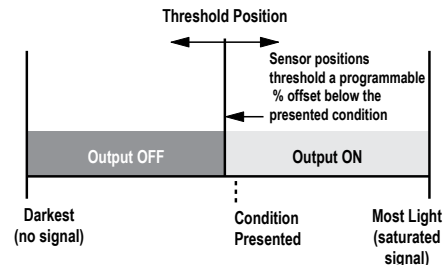 Threshold Position
Sensor positions
threshold a programmable
% offset below the
presented condition
Output OFF
Output ON
Darkest
(no signal)
Condition
Presented
Most Light
(saturated
signal)